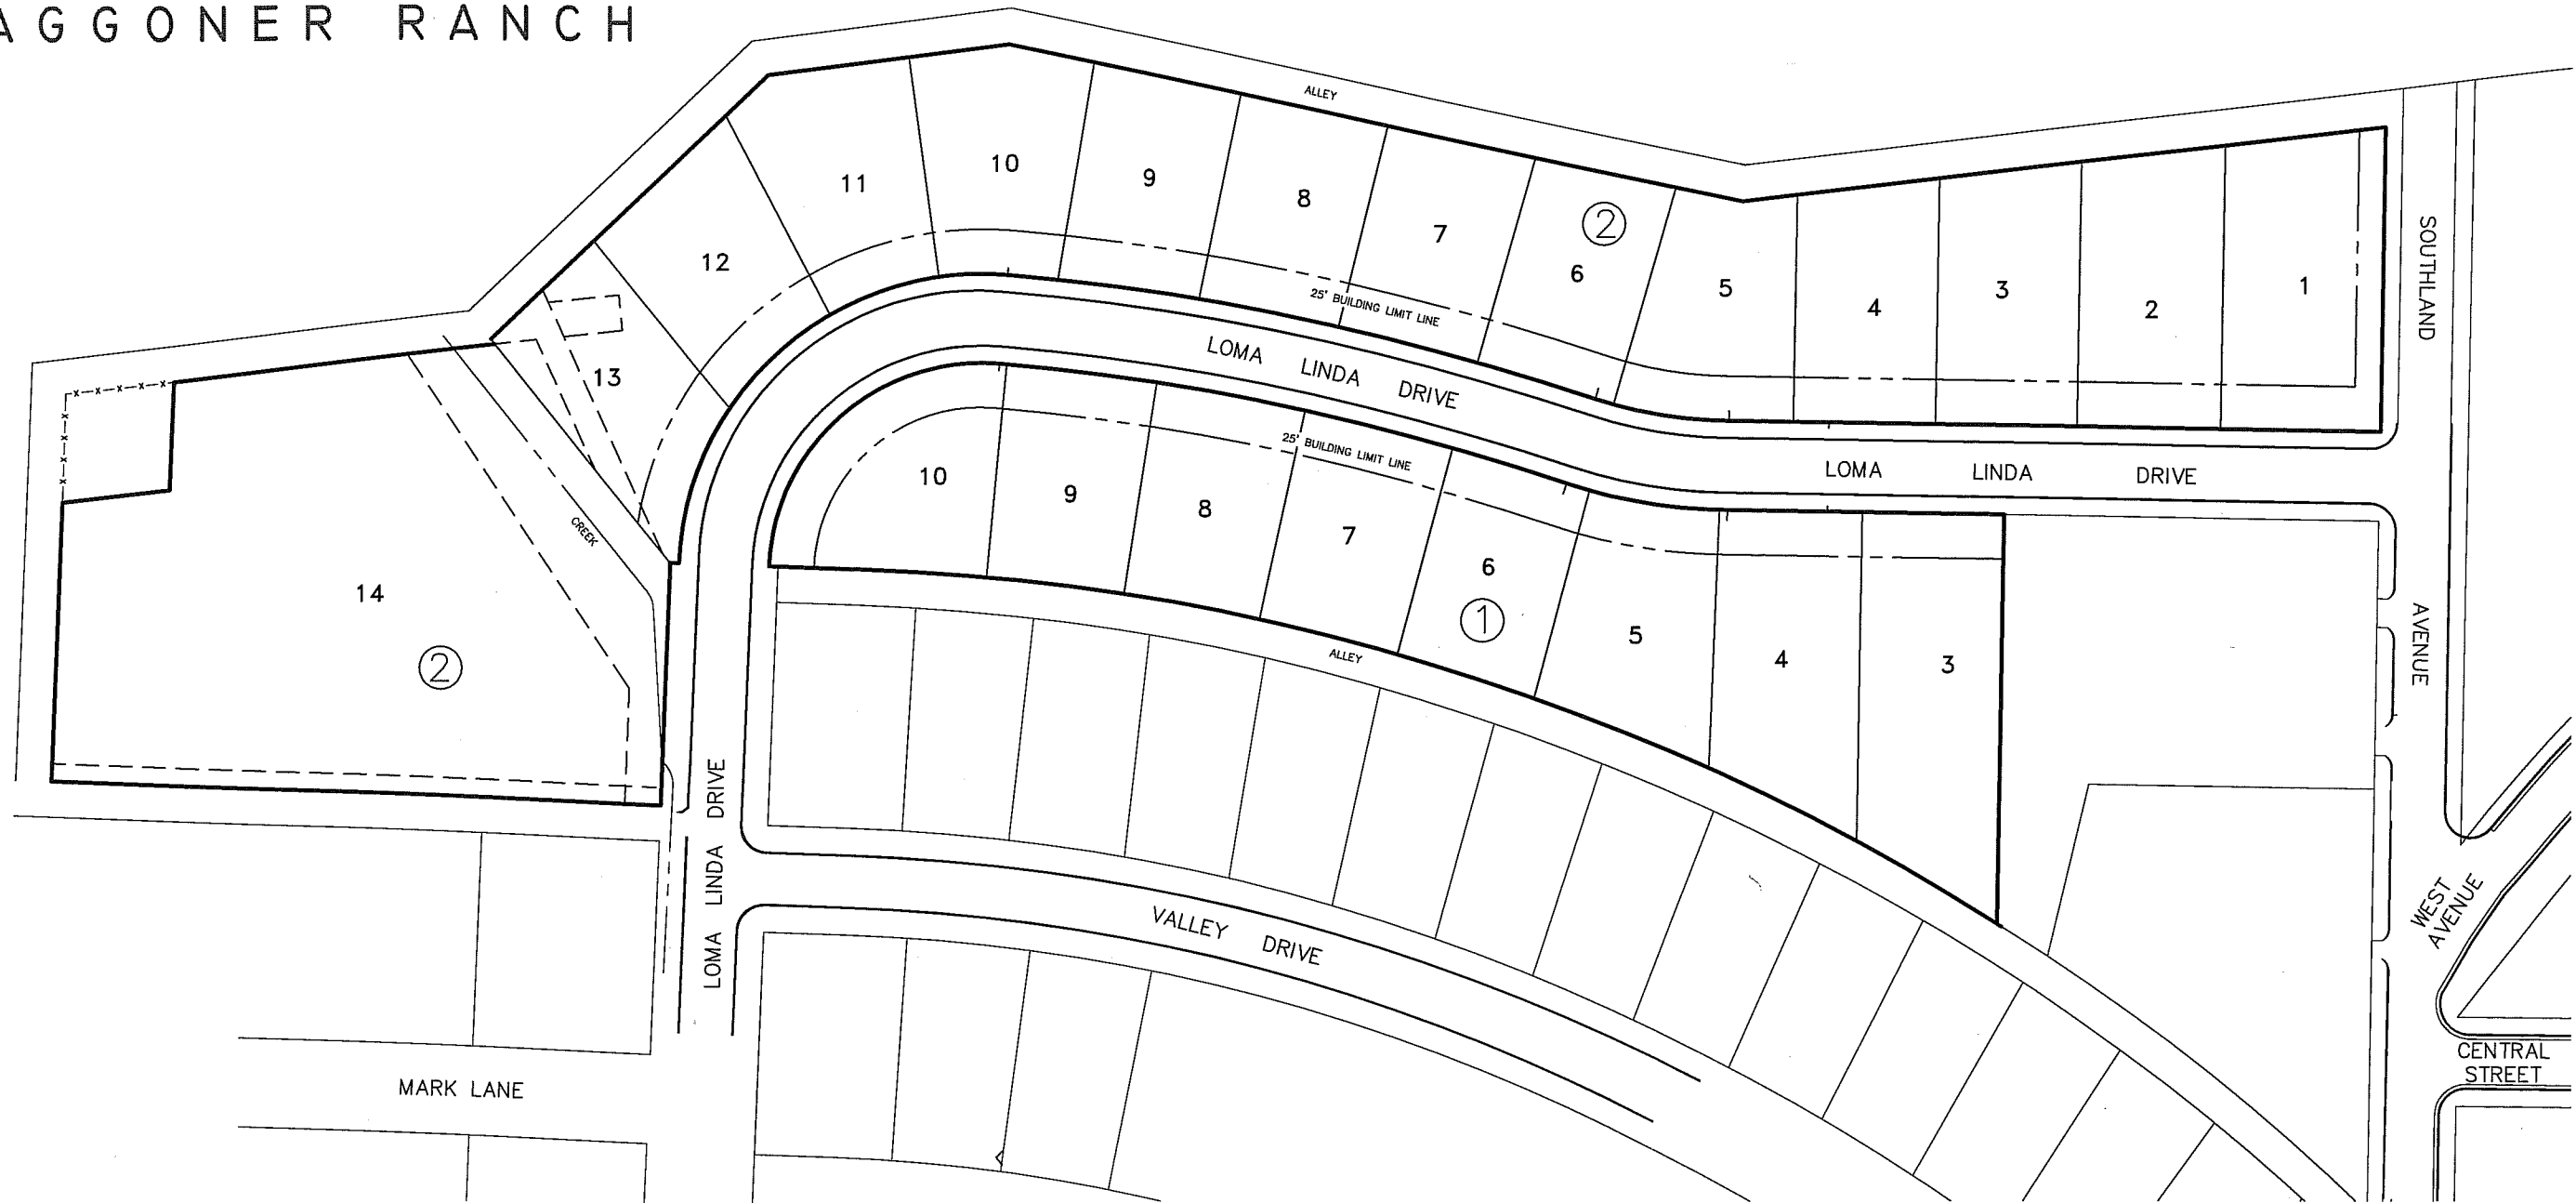 AGGONER RANCH
ALLEY
11
10
9
8
7
②
6
5
4
3
2
1
12
13
25' BUILDING LIMIT LINE
SOUTHLAND
AVENUE
LOMA LINDA DRIVE
LOMA LINDA DRIVE
25' BUILDING LIMIT LINE
10
9
8
7
6
①
5
4
3
CREEK
14
②
ALLEY
LOMA LINDA DRIVE
VALLEY DRIVE
WEST
AVENUE
CENTRAL
STREET
MARK LANE